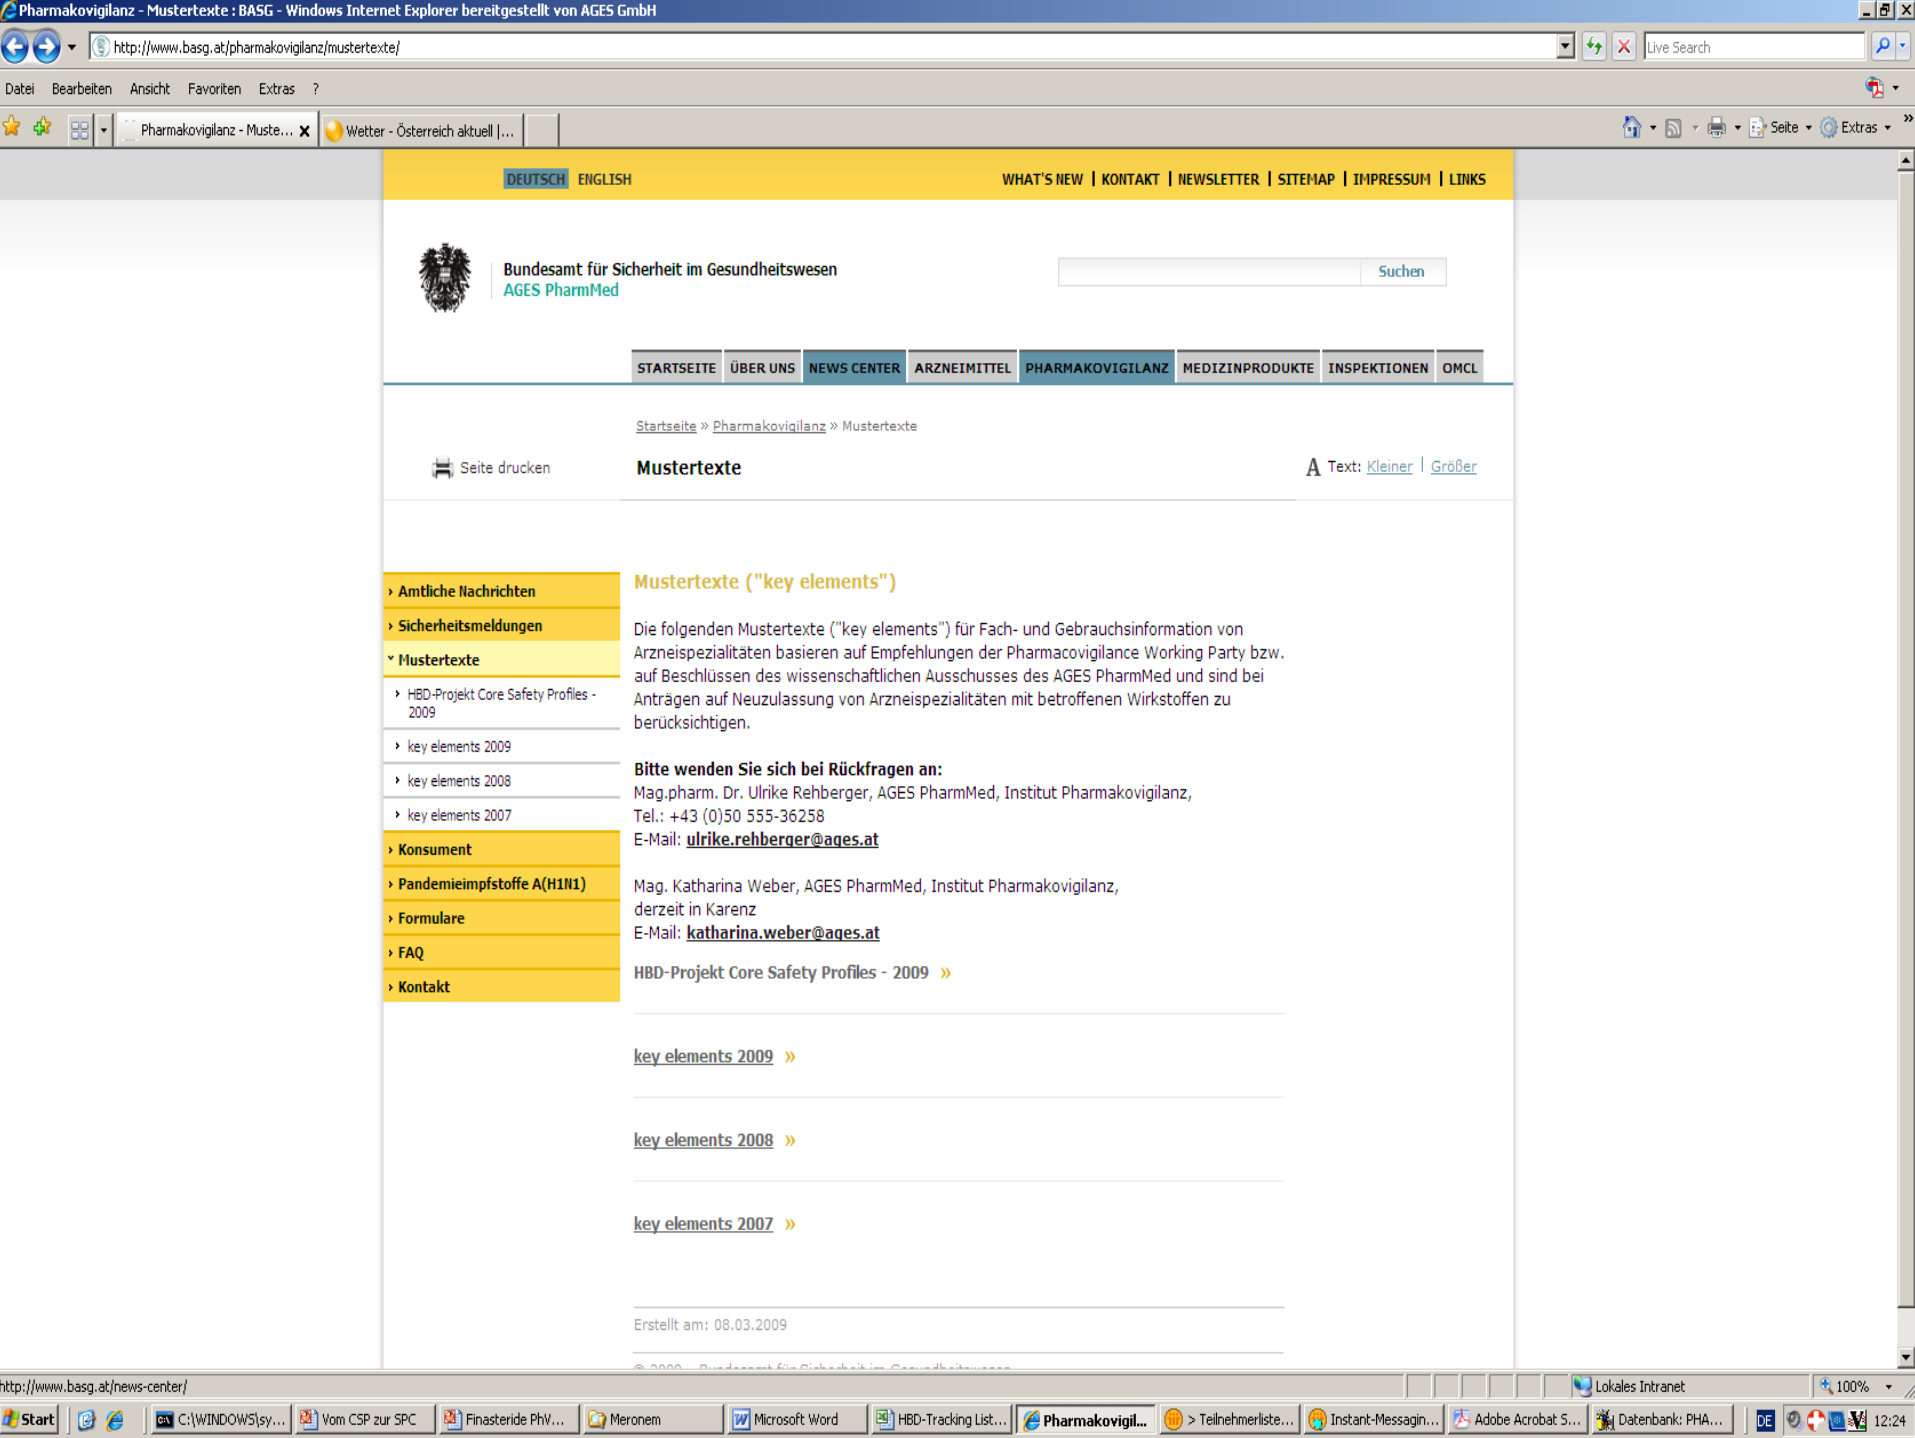 Pharmakovigilanz - Mustertexte : BASG - Windows Internet Explorer bereitgestellt von AGES GmbH
http://www.basg.at/pharmakovigilanz/mustertexte/
Live Search
Datei Bearbeiten Ansicht Favoriten Extras ?
Pharmakovigilanz - Muste...
Wetter - Österreich aktuell |...
Seite
Extras
DEUTSCH ENGLISH
WHAT'S NEW | KONTAKT | NEWSLETTER | SITEMAP | IMPRESSUM | LINKS
Bundesamt für Sicherheit im Gesundheitswesen
AGES PharmMed
Suchen
STARTSEITE ÜBER UNS NEWS CENTER ARZNEIMITTEL PHARMAKOVIGILANZ MEDIZINPRODUKTE INSPEKTIONEN OMCL
Startseite » Pharmakovigilanz » Mustertexte
Seite drucken
Mustertexte
A Text: Kleiner | Größer
› Amtliche Nachrichten
› Sicherheitsmeldungen
Mustertexte
› HBD-Projekt Core Safety Profiles -
2009
› key elements 2009
› key elements 2008
› key elements 2007
› Konsument
› Pandemieimpfstoffe A(H1N1)
› Formulare
› FAQ
› Kontakt
Mustertexte ("key elements")
Die folgenden Mustertexte ("key elements") für Fach- und Gebrauchsinformation von
Arzneispezialitäten basieren auf Empfehlungen der Pharmacovigilance Working Party bzw.
auf Beschlüssen des wissenschaftlichen Ausschusses des AGES PharmMed und sind bei
Anträgen auf Neuzulassung von Arzneispezialitäten mit betroffenen Wirkstoffen zu
berücksichtigen.
Bitte wenden Sie sich bei Rückfragen an:
Mag.pharm. Dr. Ulrike Rehberger, AGES PharmMed, Institut Pharmakovigilanz,
Tel.: +43 (0)50 555-36258
E-Mail: ulrike.rehberger@ages.at
Mag. Katharina Weber, AGES PharmMed, Institut Pharmakovigilanz,
derzeit in Karenz
E-Mail: katharina.weber@ages.at
HBD-Projekt Core Safety Profiles - 2009 »
key elements 2009 »
key elements 2008 »
key elements 2007 »
Erstellt am: 08.03.2009
http://www.basg.at/news-center/
Lokales Intranet
100%
Start
C:\WINDOWS\sy...
Vom CSP zur SPC
Finasteride PhV...
Meronem
Microsoft Word
HBD-Tracking List...
Pharmakovigil...
> Teilnehmerliste...
Instant-Messagin...
Adobe Acrobat S...
Datenbank: PHA...
DE
12:24